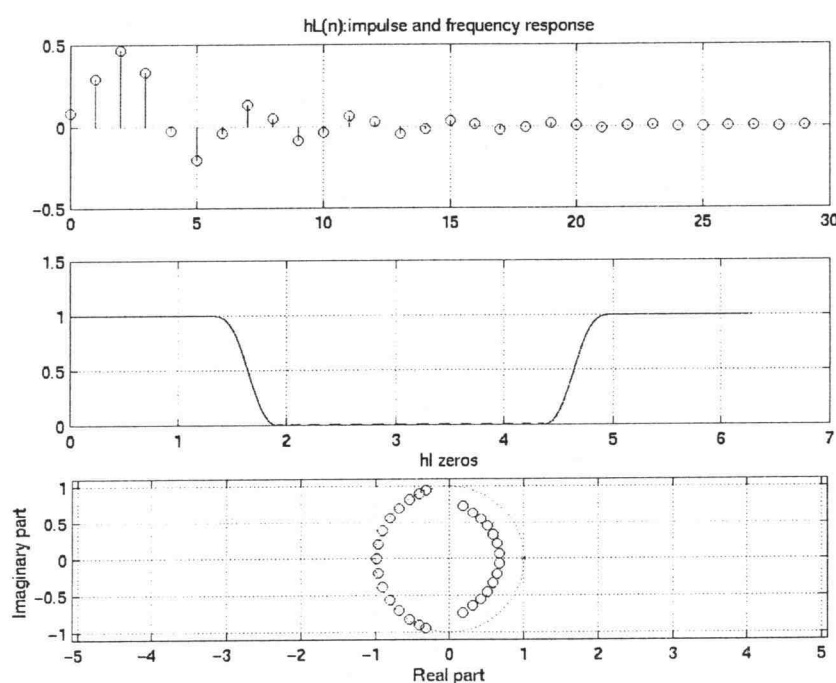 hL(n):impulse and frequency response
0.5
0
-0.5
0 5 10 15 20 25 30
1.5
1
0.5
0
0 1 2 3 4 5 6 7
hl zeros
1
0.5
0
-0.5
-1
Imaginary part
-5 -4 -3 -2 -1 0 1 2 3 4 5
Real part